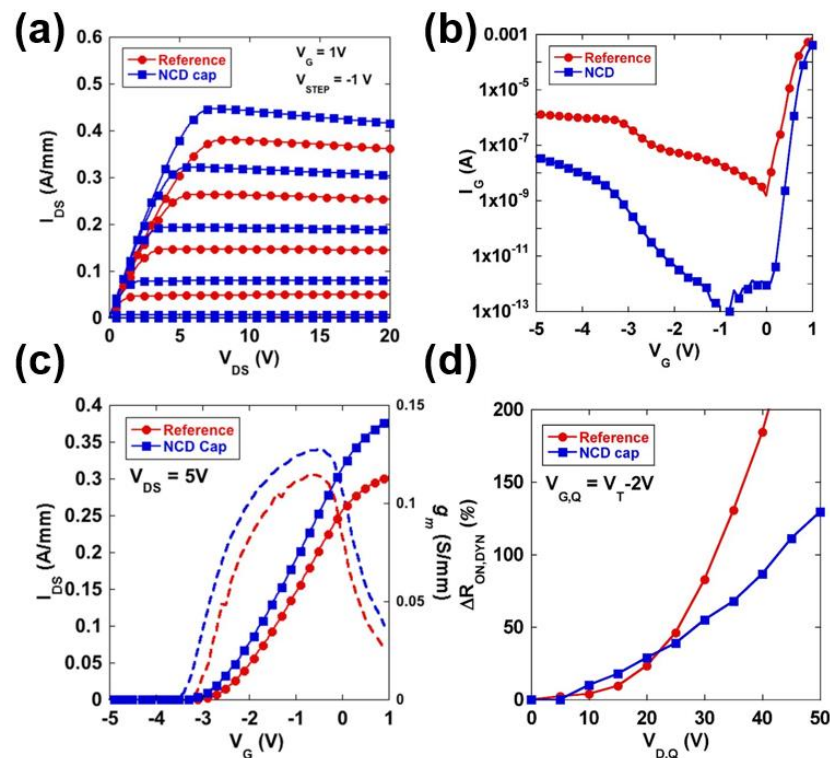 (a)
0.6
0.5
0.4
0.3
0.2
0.1
0
I_DS (A/mm)
Reference
NCD cap
V_G = 1V
V_STEP = -1 V
0 5 10 15 20
V_DS (V)
(b)
0.001
1x10^-5
1x10^-7
1x10^-9
1x10^-11
1x10^-13
I_G (A)
Reference
NCD
-5 -4 -3 -2 -1 0 1
V_G (V)
(c)
0.4
0.35
0.3
0.25
0.2
0.15
0.1
0.05
0
I_DS (A/mm)
Reference
NCD Cap
V_DS = 5V
0.15
0.1
0.05
0
g_m (S/mm)
-5 -4 -3 -2 -1 0 1
V_G (V)
(d)
200
150
100
50
0
ΔR_ON,DYN (%)
Reference
NCD cap
V_G,Q = V_T-2V
0 10 20 30 40 50
V_D,Q (V)